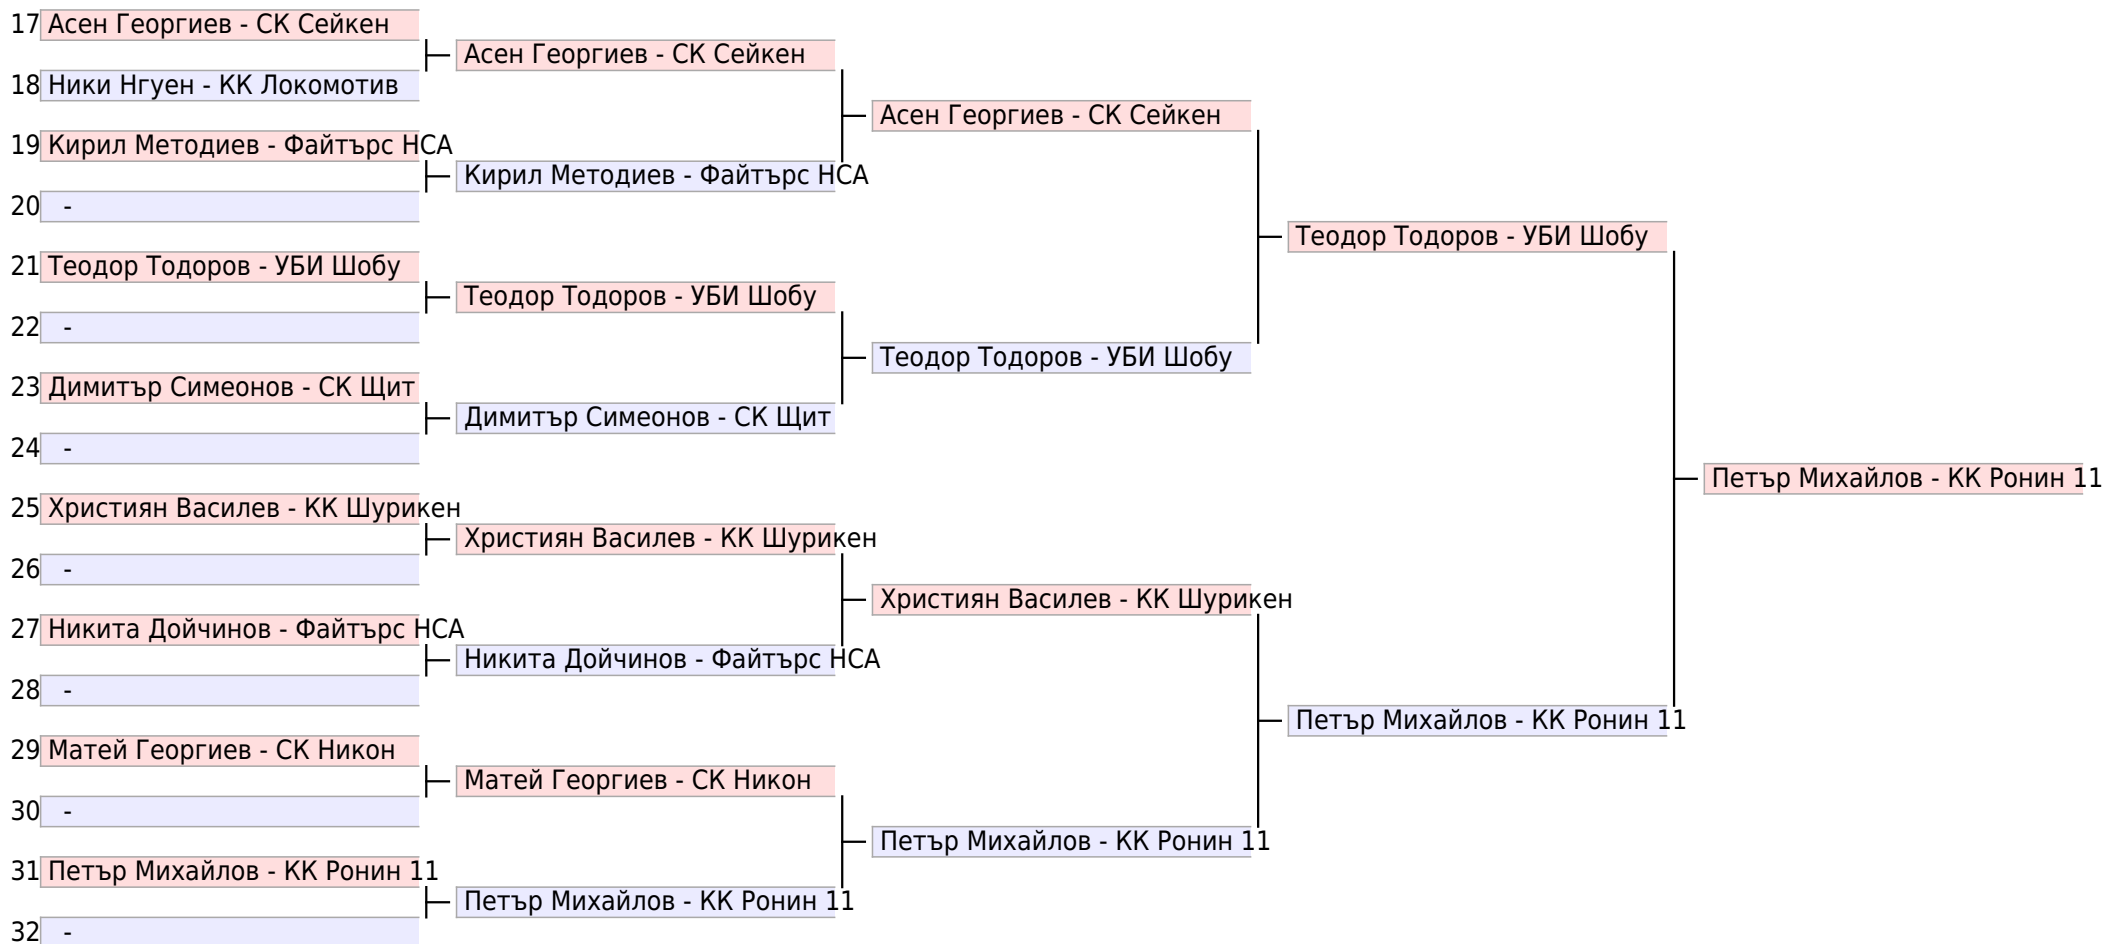 17 Асен Георгиев - СК Сейкен
18 Ники Нгуен - КК Локомотив
19 Кирил Методиев - Файтърс НСА
20 -
21 Теодор Тодоров - УБИ Шобу
22 -
23 Димитър Симеонов - СК Щит
24 -
25 Християн Василев - КК Шурикен
26 -
27 Никита Дойчинов - Файтърс НСА
28 -
29 Матей Георгиев - СК Никон
30 -
31 Петър Михайлов - КК Ронин 11
32 -
Асен Георгиев - СК Сейкен
Кирил Методиев - Файтърс НСА
Теодор Тодоров - УБИ Шобу
Димитър Симеонов - СК Щит
Християн Василев - КК Шурикен
Никита Дойчинов - Файтърс НСА
Матей Георгиев - СК Никон
Петър Михайлов - КК Ронин 11
Асен Георгиев - СК Сейкен
Теодор Тодоров - УБИ Шобу
Християн Василев - КК Шурикен
Петър Михайлов - КК Ронин 11
Теодор Тодоров - УБИ Шобу
Петър Михайлов - КК Ронин 11
Петър Михайлов - КК Ронин 11